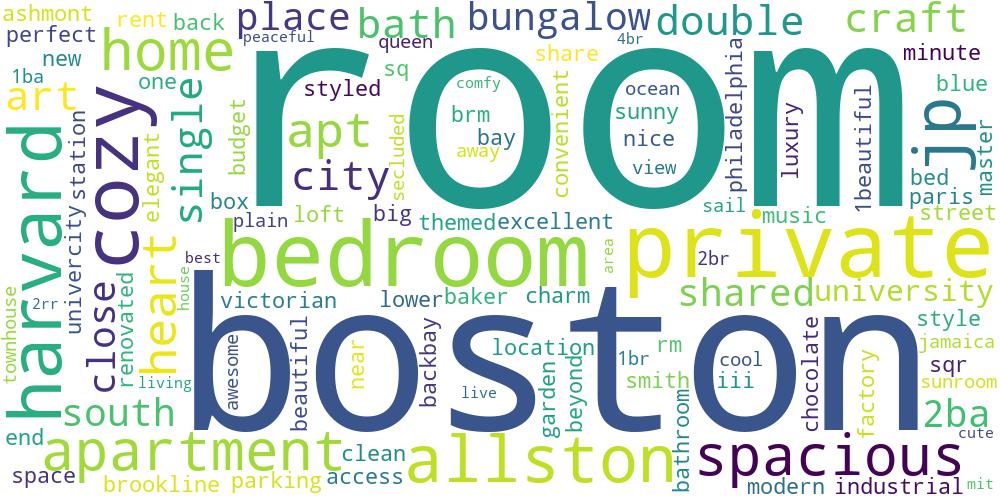 ashmont
rent
back
place
bath
bungalow
double
craft
perfect
home
peaceful
queen
share
4br
minute
new
room
1ba
art
one
styled
sq
comfy
ocean
blue
cozy
single
budget
apt
brm
bay
away
sunny
nice
view
convenient
philadelphia
luxury
1beautiful
jp
master
harvard
station
univercity
elegant
city
secluded
bed
paris
box
plain
loft
big
themed
excellent
sail
music
street
heart
close
renovated
best
bedroom
area
private
2br
townhouse
2rr
house
boston
victorian
lower
baker
charm
shared
university
living
awesome
beautiful
near
backbay
live
location
garden
beyond
1br
rm
smith
cool
iii
chocolate
factory
style
jamaica
sqr
sunroom
south
2ba
end
apartment
clean
allston
bathroom
spacious
cute
space
brookline
parking
access
modern
industrial
mit